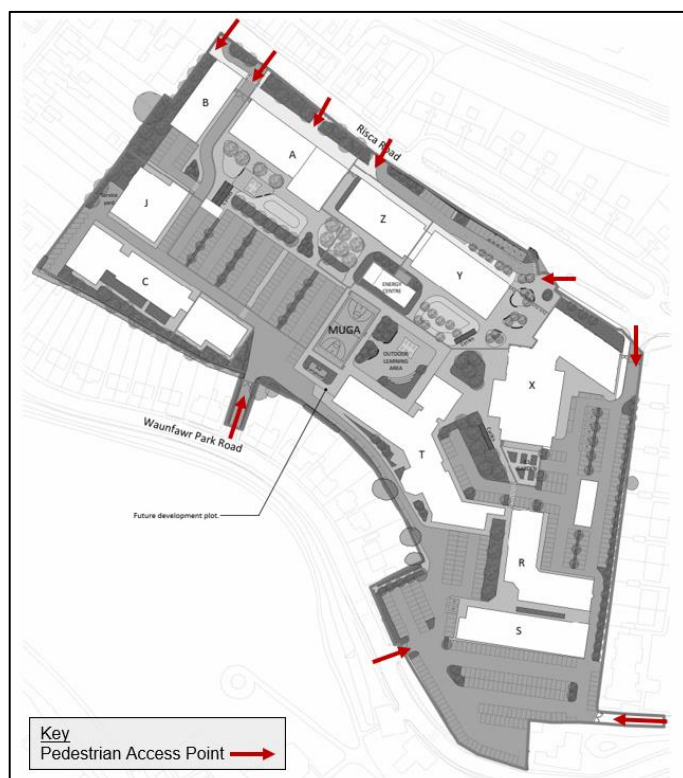 B
Risca Road
A
J
Z
C
Y
ENERGY
CENTRE
MUGA
OUTDOOR
LEARNING
AREA
X
Waunfawr Park Road
T
Future development plot.
R
S
Key
Pedestrian Access Point